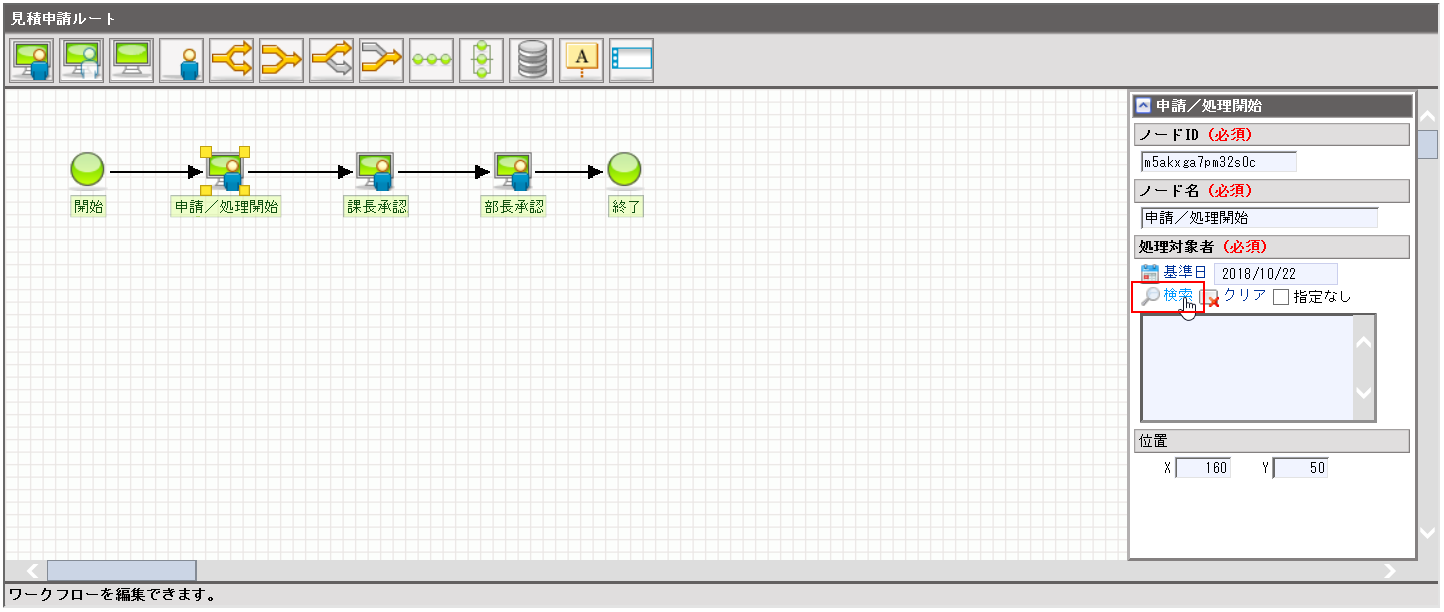 見積申請ルート
A
開始
申請／処理開始
課長承認
部長承認
終了
申請／処理開始
ノードID（必須）
m5akxga7pm32s0c
ノード名（必須）
申請／処理開始
処理対象者（必須）
基準日 2018/10/22
検索 クリア 指定なし
位置
X 160 Y 50
ワークフローを編集できます。